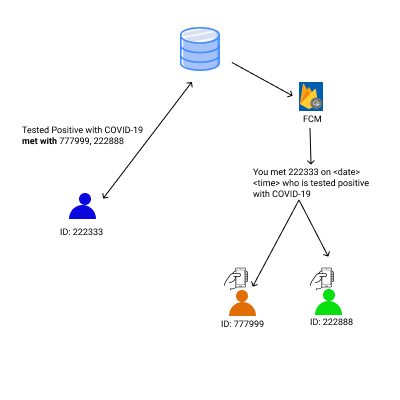 FCM
Tested Positive with COVID-19
met with 777999, 222888
You met 222333 on <date>
<time> who is tested positive
with COVID-19
ID: 222333
ID: 777999
ID: 222888